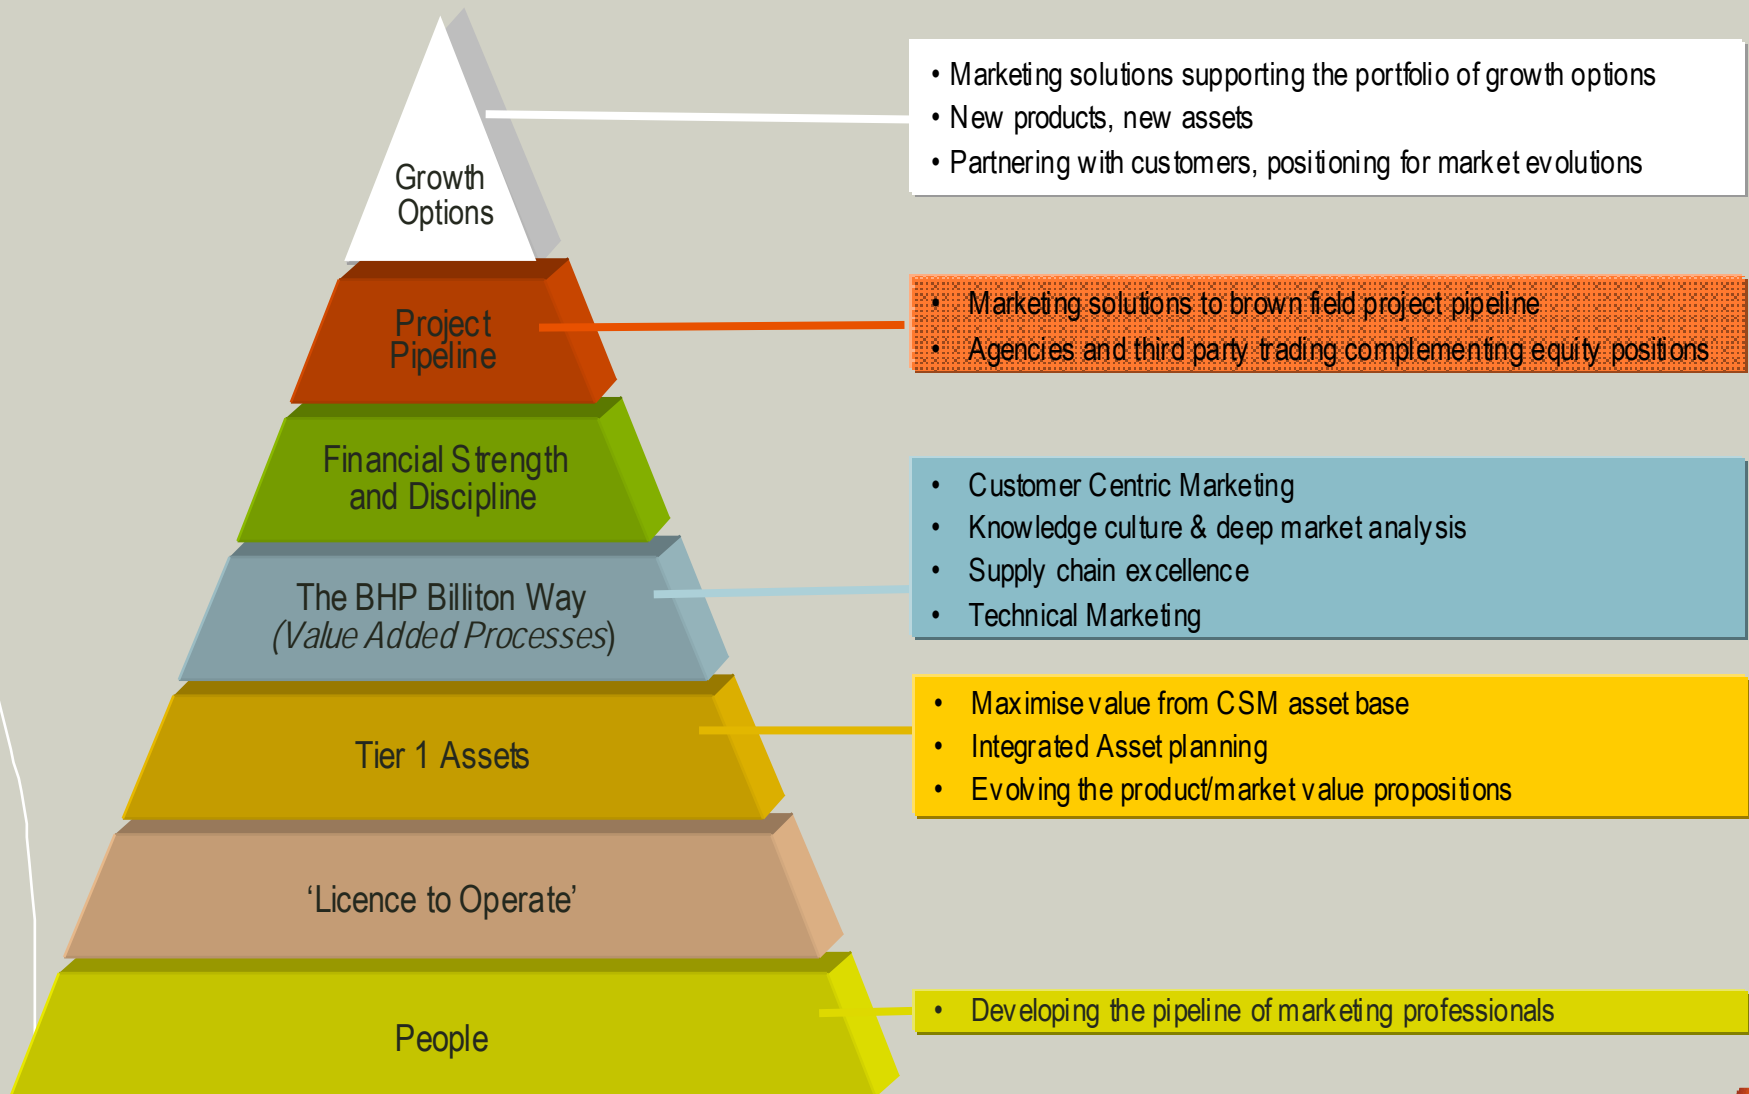 Growth
Options
• Marketing solutions supporting the portfolio of growth options
• New products, new assets
• Partnering with customers, positioning for market evolutions
Project
Pipeline
• Marketing solutions to brown field project pipeline
• Agencies and third party trading complementing equity positions
Financial Strength
and Discipline
The BHP Billiton Way
(Value Added Processes)
• Customer Centric Marketing
• Knowledge culture & deep market analysis
• Supply chain excellence
• Technical Marketing
Tier 1 Assets
• Maximise value from CSM asset base
• Integrated Asset planning
• Evolving the product/market value propositions
‘Licence to Operate’
People
• Developing the pipeline of marketing professionals